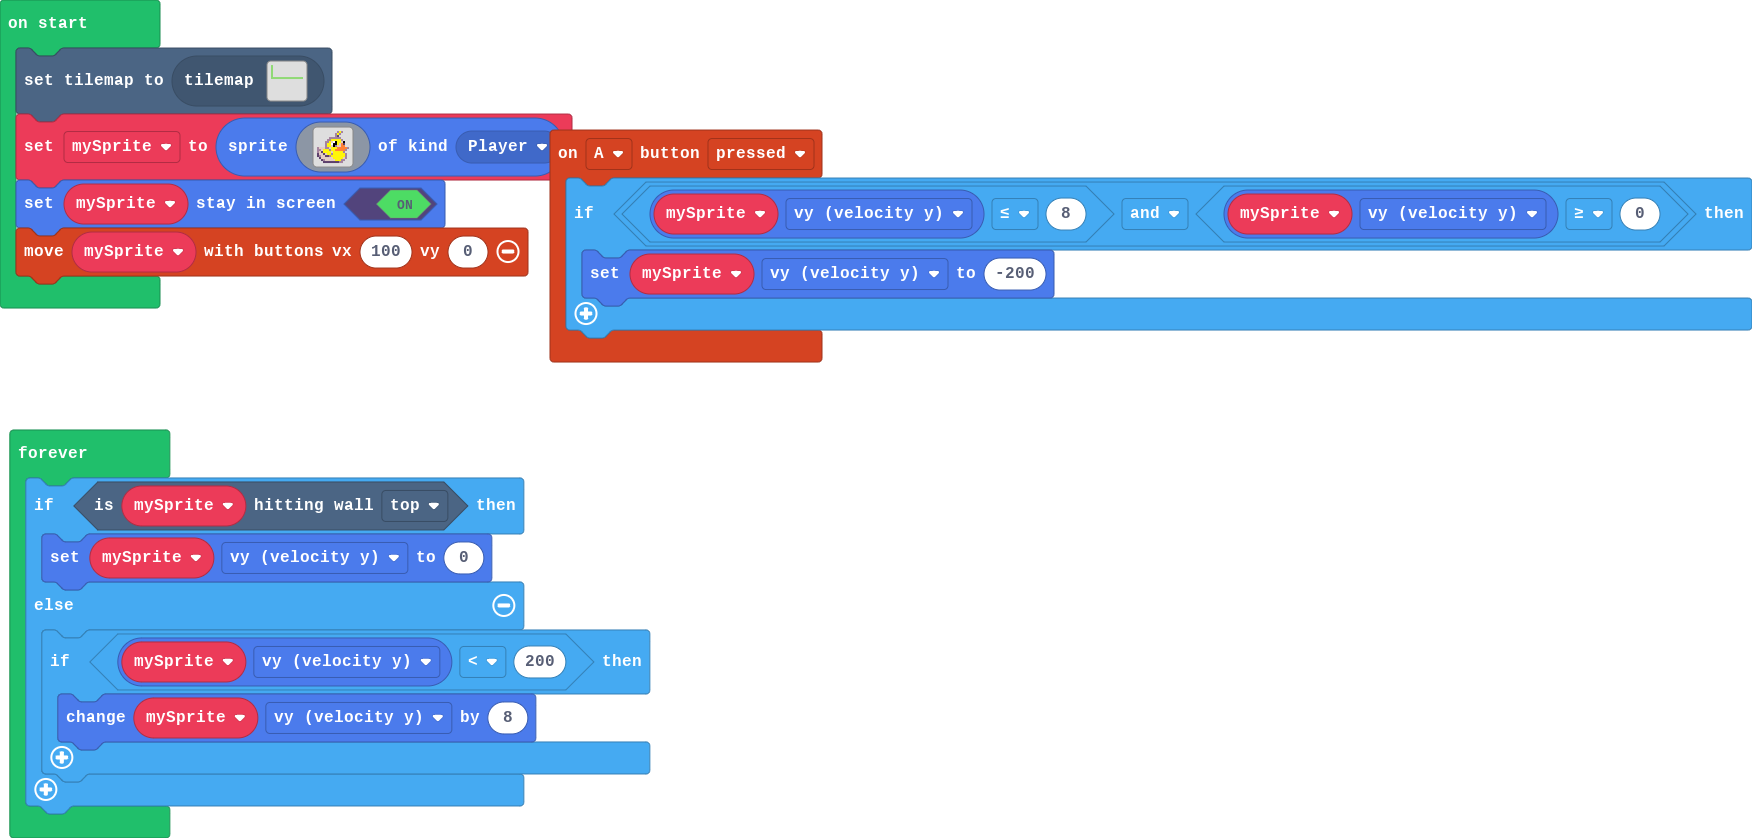 on start
set tilemap to tilemap
set mySprite to sprite of kind Player
set mySprite stay in screen ON
move mySprite with buttons vx 100 vy 0
on A button pressed
if mySprite vy (velocity y) ≤ 8 and mySprite vy (velocity y) ≥ 0 then
set mySprite vy (velocity y) to -200
forever
if is mySprite hitting wall top then
set mySprite vy (velocity y) to 0
else
if mySprite vy (velocity y) < 200 then
change mySprite vy (velocity y) by 8